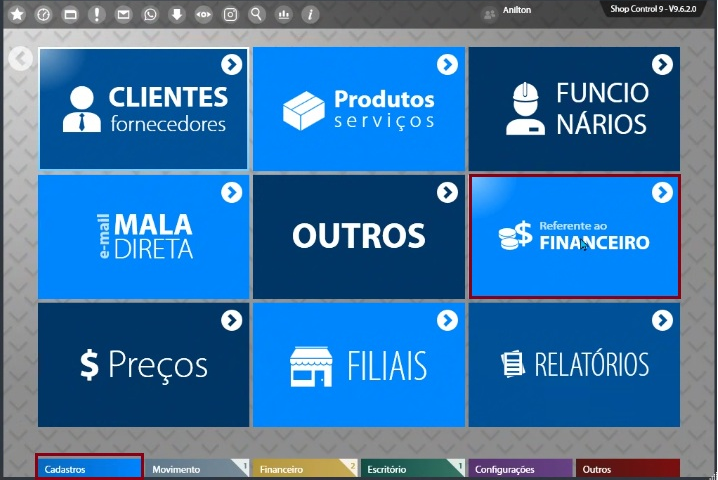 Anilton
Shop Control 9 - V9.6.2.0
CLIENTES
fornecedores
Produtos
serviços
FUNCIO
NÁRIOS
e-mail
MALA
DIRETA
OUTROS
Referente ao
FINANCEIRO
$ Preços
FILIAIS
RELATÓRIOS
Cadastros
Movimento 1
Financeiro 2
Escritório 1
Configurações
Outros